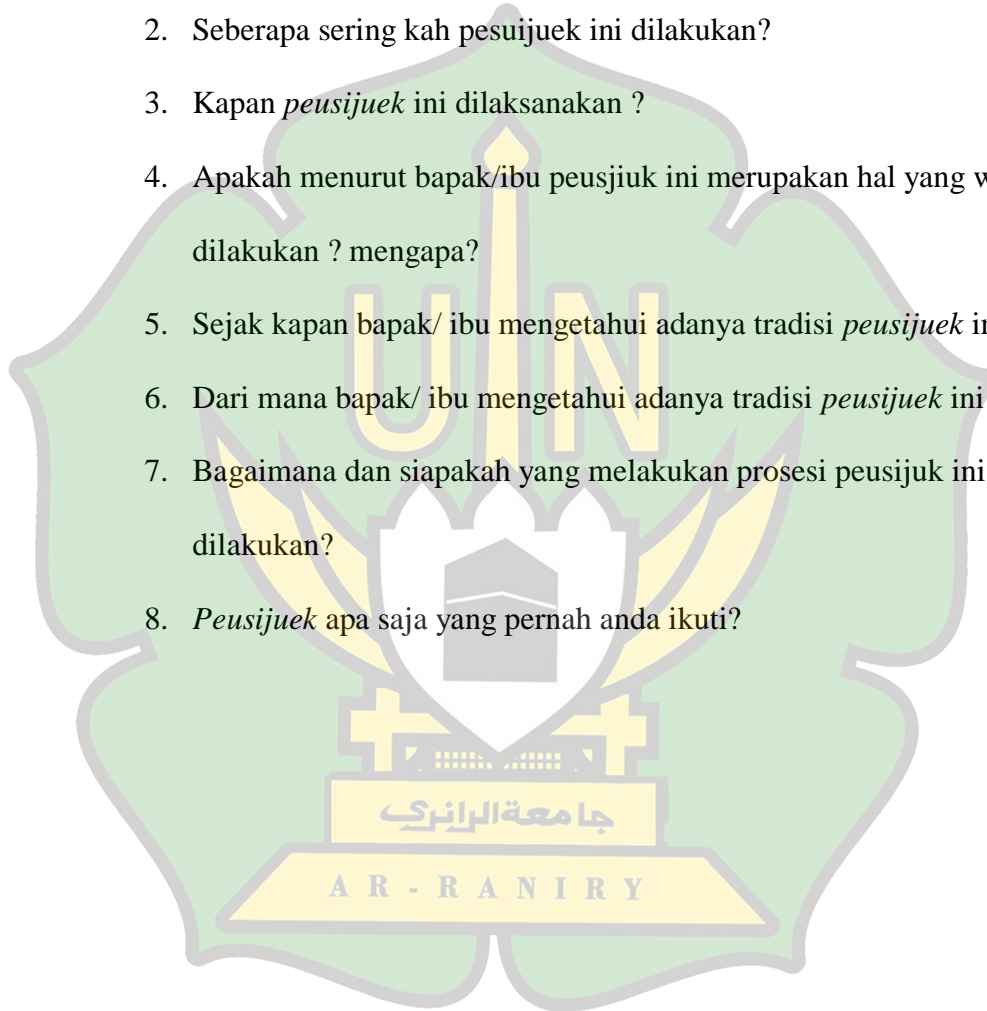 2. Seberapa sering kah pesuijuek ini dilakukan?
3. Kapan peusijuek ini dilaksanakan ?
4. Apakah menurut bapak/ibu peusjiuk ini merupakan hal yang
dilakukan ? mengapa?
5. Sejak kapan bapak/ ibu mengetahui adanya tradisi peusijuek
6. Dari mana bapak/ ibu mengetahui adanya tradisi peusijuek ini
7. Bagaimana dan siapakah yang melakukan prosesi peusijuk ini
dilakukan?
8. Peusijuek apa saja yang pernah anda ikuti?
UIN
جامعةالرانري
AR-RANIRY